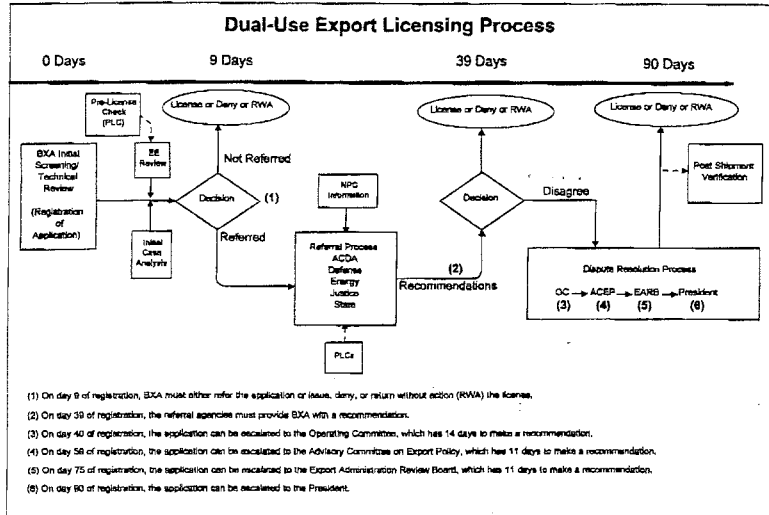 Dual-Use Export Licensing Process
0 Days
9 Days
39 Days
90 Days
Pre-License
Check
(PLC)
License or Deny or RWA
License or Deny or RWA
License or Deny or RWA
BXA Initial
Screening/
Technical
Review
(Registration of
Application)
EE
Review
Not Referred
Decision
(1)
Initial
Case
Analysis
Referred
NPC
Information
Referral Process
ACDA
Defense
Energy
Justice
State
PLCs
(2)
Recommendations
Decision
Disagree
Post Shipment
Verification
Dispute Resolution Process
OC
ACEP
EARB
President
(3)
(4)
(5)
(6)
(1) On day 9 of registration, BXA must either refer the application or issue, deny, or return without action (RWA) the license.
(2) On day 39 of registration, the referral agencies must provide BXA with a recommendation.
(3) On day 40 of registration, the application can be escalated to the Operating Committee, which has 14 days to make a recommendation.
(4) On day of registration, the application can be escalated to the Advisory Committee on Export Policy, which has 11 days to make a recommendation.
(5) On day 75 of registration, the application can be escalated to the Export Administration Review Board, which has 11 days to make a recommendation.
(6) On day 90 of registration, the application can be escalated to the President.